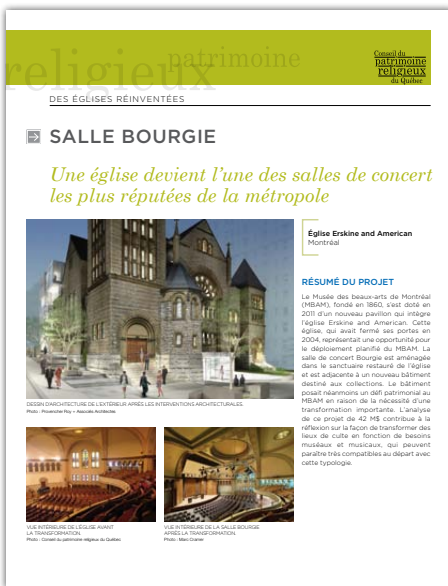 religieux
patrimoine
Conseil du
patrimoine
religieux
du Québec
DES ÉGLISES RÉINVENTÉES
SALLE BOURGIE
Une église devient l’une des salles de concert
les plus réputées de la métropole
Église Erskine and American
Montréal
RÉSUMÉ DU PROJET
Le Musée des beaux-arts de Montréal
(MBAM), fondé en 1860, s’est doté en
2011 d’un nouveau pavillon qui intègre
l’église Erskine and American. Cette
église, qui avait fermé ses portes en
2004, représentait une opportunité pour
le déploiement planifié du MBAM. La
salle de concert Bourgie est aménagée
dans le sanctuaire restauré de l’église
et est adjacente à un nouveau bâtiment
destiné aux collections. Le bâtiment
posait néanmoins un défi patrimonial au
MBAM en raison de la nécessité d’une
transformation importante. L’analyse
de ce projet de 42 M$ contribue à la
réflexion sur la façon de transformer des
lieux de culte en fonction de besoins
muséaux et musicaux, qui peuvent
paraître très compatibles au départ avec
cette typologie.
DESSIN D’ARCHITECTURE DE L’EXTÉRIEUR APRÈS LES INTERVENTIONS ARCHITECTURALES.
Photo : Provencher Roy + Associés Architectes
VUE INTÉRIEURE DE L’ÉGLISE AVANT
LA TRANSFORMATION.
Photo : Conseil du patrimoine religieux du Québec
VUE INTÉRIEURE DE LA SALLE BOURGIE
APRÈS LA TRANSFORMATION.
Photo : Marc Cramer